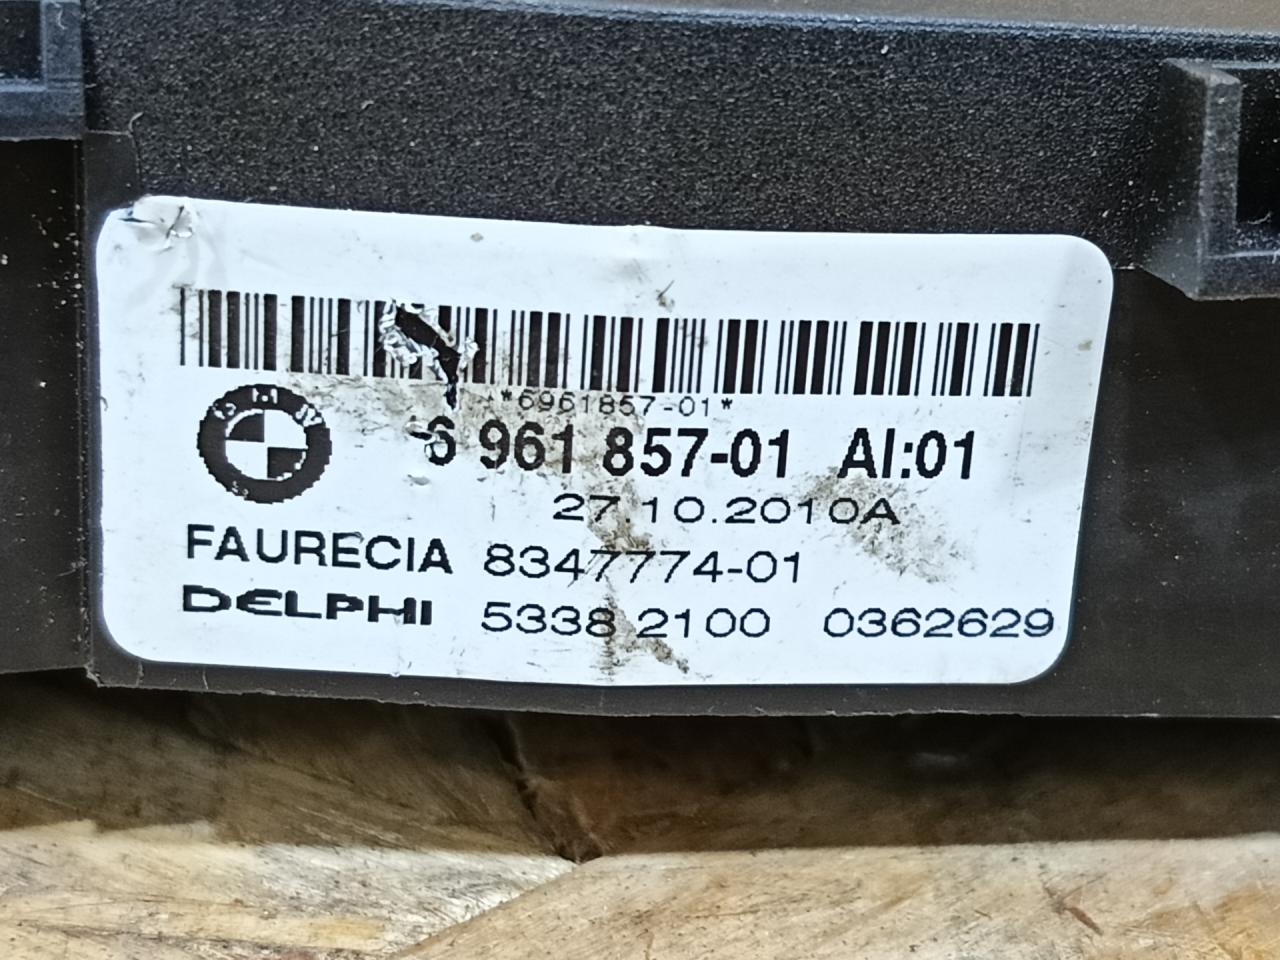 *6961857-01*
6 961 857-01 AI:01
27.10.2010A
FAURECIA 8347774-01
DELPHI 5338 2100 0362629